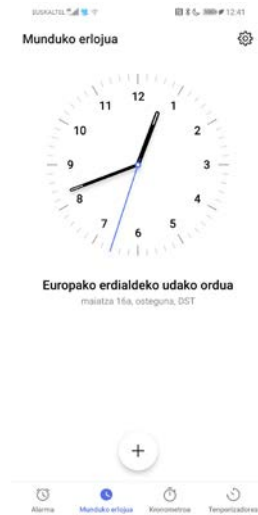 EUSKALTEL
12:41
Munduko erlojua
12
11
1
10
2
9
3
8
4
7
5
6
Europako erdialdeko udako ordua
maiatza 16a, osteguna, DST
+
Alarma Munduko erlojua Kronometroa Tenporizadorea